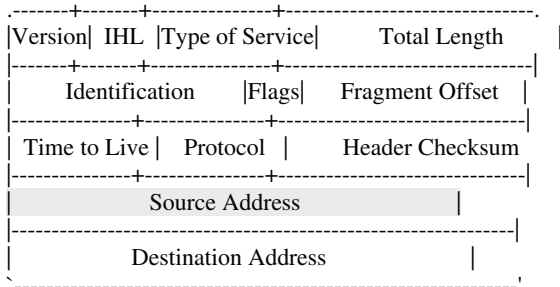 .-------+-------+---------------+-------------------------------.
|Version| IHL |Type of Service| Total Length |
|-------+-------+---------------+-------------------------------|
| Identification |Flags| Fragment Offset |
|---------------+---------------+-------------------------------|
| Time to Live | Protocol | Header Checksum
|---------------+---------------+-------------------------------|
| Source Address |
|---------------------------------------------------------------|
| Destination Address |
`---------------------------------------------------------------'